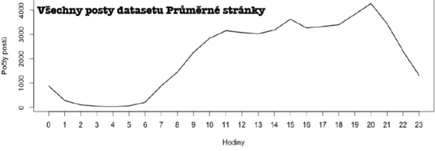 Všechny posty datasetu Průměrné stránky
Počty postů
4000
3000
2000
1000
0
0 1 2 3 4 5 6 7 8 9 10 11 12 13 14 15 16 17 18 19 20 21 22 23
Hodiny